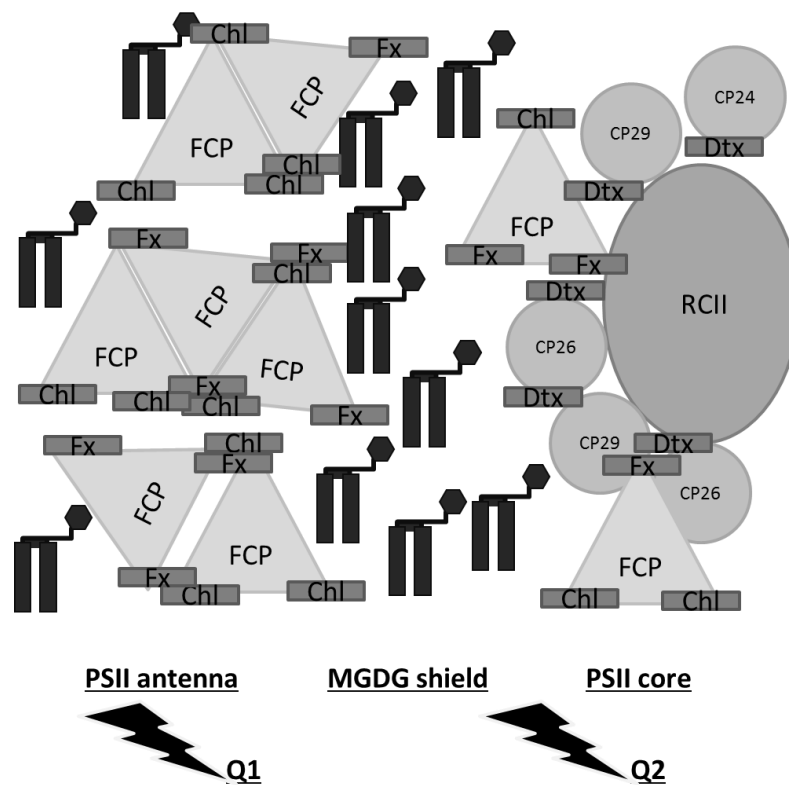 Chl
Fx
FCP
FCP
Chl
Chl
Chl
Fx
Fx
Chl
FCP
FCP
FCP
Chl
Chl
Fx
Chl
Fx
Fx
Chl
Fx
FCP
FCP
Fx
Chl
Chl
Chl
FCP
Fx
Fx
CP29
CP24
Dtx
Dtx
Dtx
RCII
CP26
Dtx
CP29
Dtx
Fx
CP26
FCP
Chl
Chl
PSII antenna
MGDG shield
PSII core
Q1
Q2